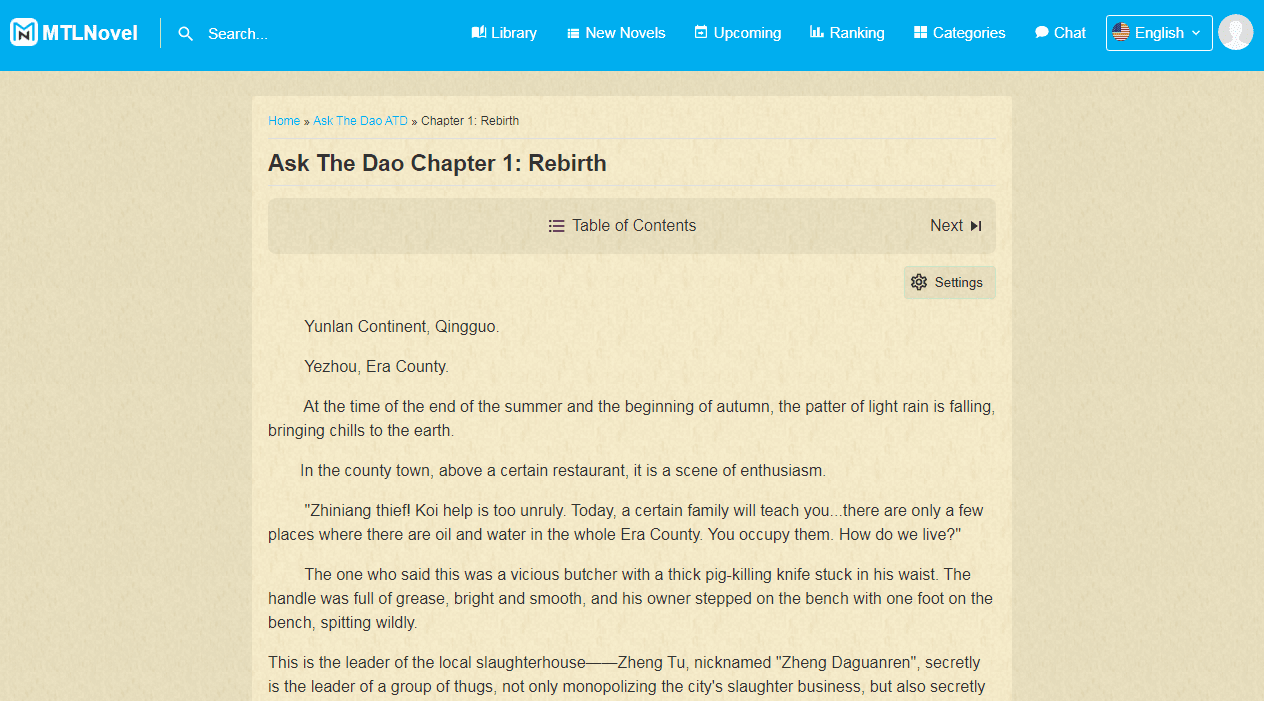 MTLNovel
Search...
Library
New Novels
Upcoming
Ranking
Categories
Chat
English
Home » Ask The Dao ATD » Chapter 1: Rebirth
Ask The Dao Chapter 1: Rebirth
Table of Contents
Next
Settings
Yunlan Continent, Qingguo.
Yezhou, Era County.
At the time of the end of the summer and the beginning of autumn, the patter of light rain is falling,
bringing chills to the earth.
In the county town, above a certain restaurant, it is a scene of enthusiasm.
"Zhiniang thief! Koi help is too unruly. Today, a certain family will teach you...there are only a few
places where there are oil and water in the whole Era County. You occupy them. How do we live?"
The one who said this was a vicious butcher with a thick pig-killing knife stuck in his waist. The
handle was full of grease, bright and smooth, and his owner stepped on the bench with one foot on the
bench, spitting wildly.
This is the leader of the local slaughterhouse——Zheng Tu, nicknamed "Zheng Daguanren", secretly
is the leader of a group of thugs, not only monopolizing the city's slaughter business, but also secretly